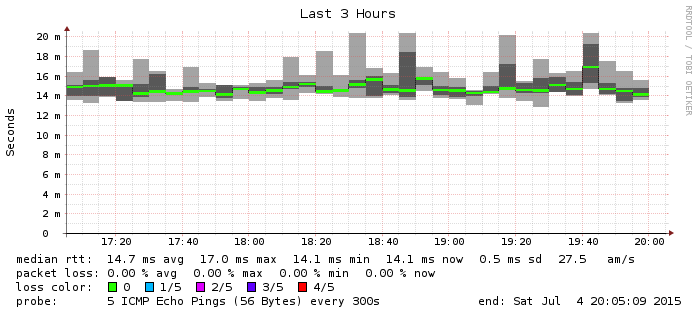 Last 3 Hours
RRDTOOL / TOBI OETIKER
Seconds
20 m
18 m
16 m
14 m
12 m
10 m
8 m
6 m
4 m
2 m
0
17:20 17:40 18:00 18:20 18:40 19:00 19:20 19:40 20:00
median rtt: 14.7 ms avg 17.0 ms max 14.1 ms min 14.1 ms now 0.5 ms sd 27.5 am/s
packet loss: 0.00 % avg 0.00 % max 0.00 % min 0.00 % now
loss color: 0 1/5 2/5 3/5 4/5
probe: 5 ICMP Echo Pings (56 Bytes) every 300s end: Sat Jul 4 20:05:09 2015